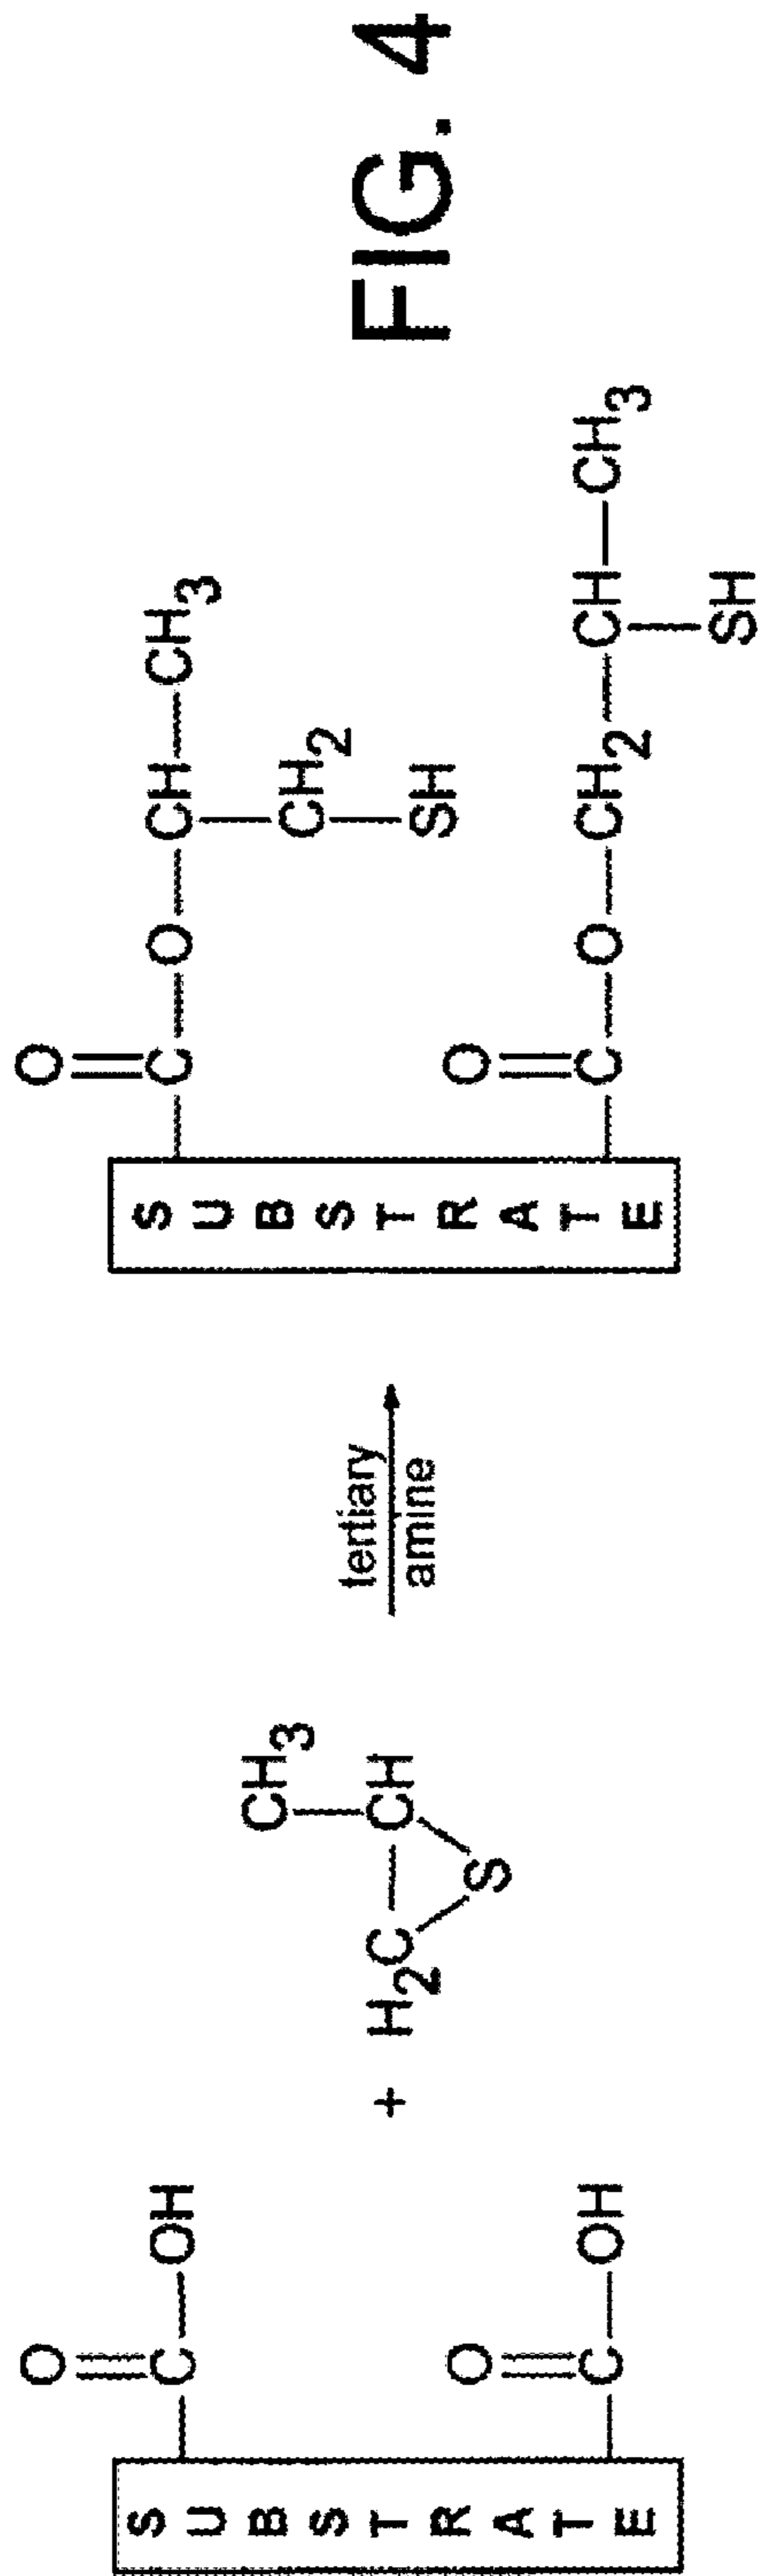 SUBSTRATE
O
C—OH
O
C—OH
+
CH3
H2C—CH
S
tertiary
amine
SUBSTRATE
O
C—O—CH—CH3
CH2
SH
O
C—O—CH2—CH—CH3
SH
FIG. 4